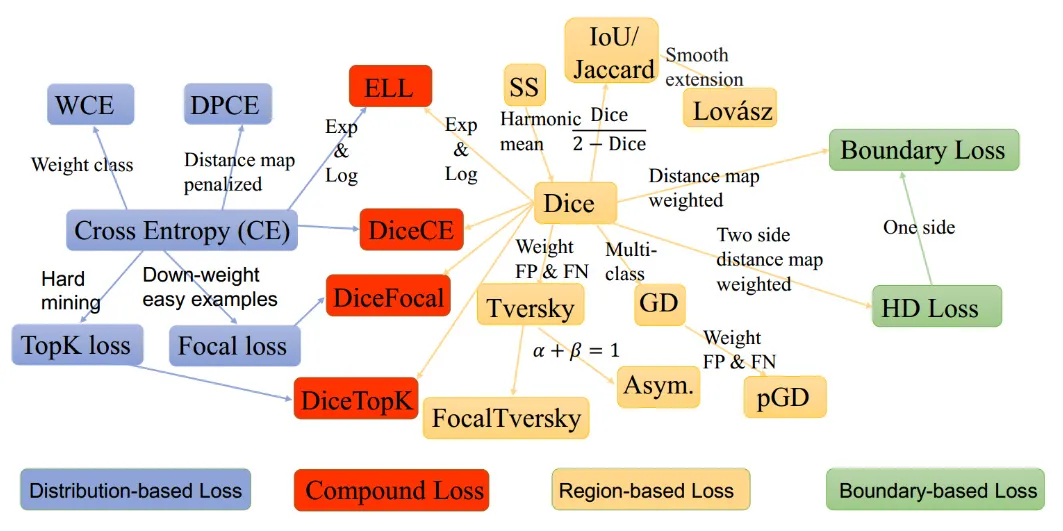 IoU/
Jaccard
Smooth
extension
ELL
SS
WCE
DPCE
Lovász
Harmonic
mean
Dice
2 − Dice
Exp
&
Log
Exp
&
Log
Boundary Loss
Weight class
Distance map
penalized
Distance map
weighted
Dice
Cross Entropy (CE)
DiceCE
One side
Two side
distance map
weighted
Weight
FP & FN
Multi-
class
Hard
mining
Down-weight
easy examples
DiceFocal
Tversky
GD
HD Loss
TopK loss
Focal loss
α + β = 1
Weight
FP & FN
DiceTopK
Asym.
pGD
FocalTversky
Distribution-based Loss
Compound Loss
Region-based Loss
Boundary-based Loss